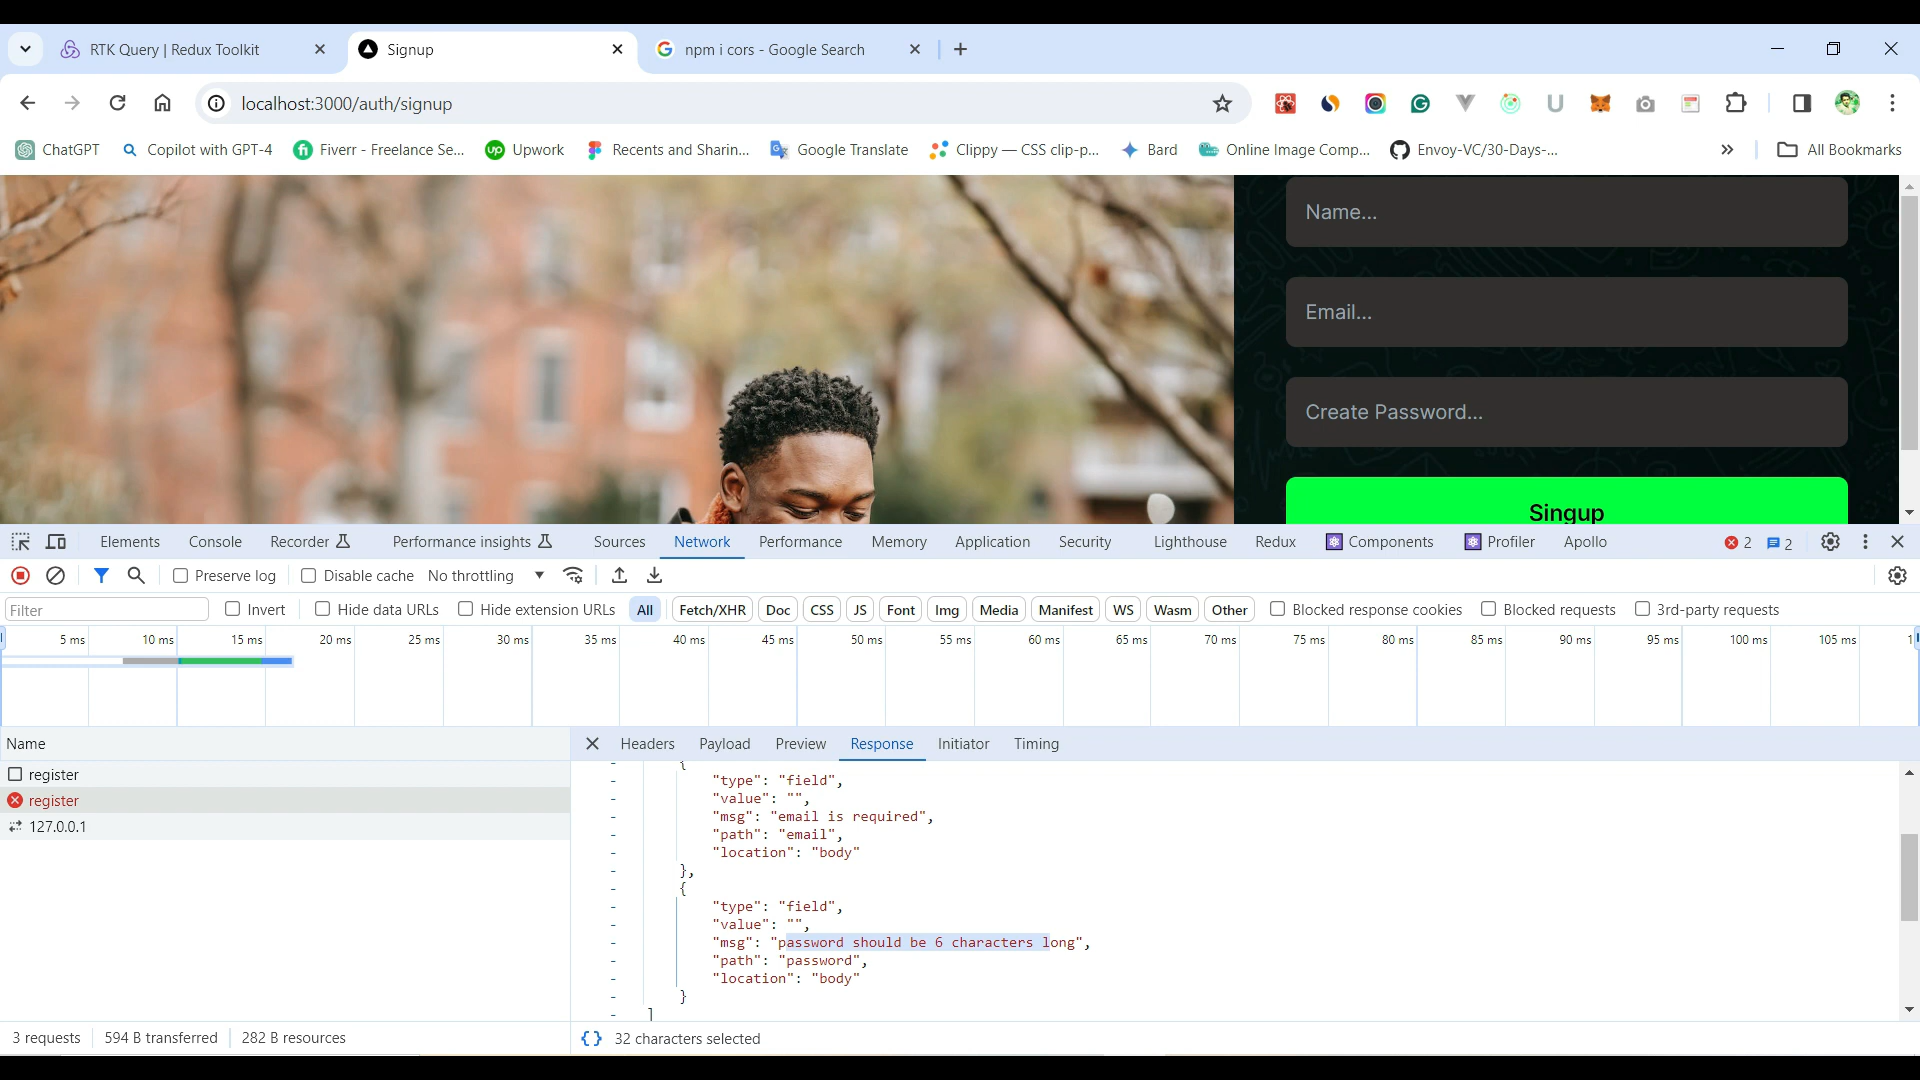 RTK Query | Redux Toolkit
Signup
npm i cors - Google Search
localhost:3000/auth/signup
ChatGPT
Copilot with GPT-4
Fiverr - Freelance Se...
Upwork
Recents and Sharin...
Google Translate
Clippy — CSS clip-p...
Bard
Online Image Comp...
Envoy-VC/30-Days-...
All Bookmarks
Name...
Email...
Create Password...
Singup
Elements
Console
Recorder
Performance insights
Sources
Network
Performance
Memory
Application
Security
Lighthouse
Redux
Components
Profiler
Apollo
2
2
Preserve log
Disable cache
No throttling
Filter
Invert
Hide data URLs
Hide extension URLs
All
Fetch/XHR
Doc
CSS
JS
Font
Img
Media
Manifest
WS
Wasm
Other
Blocked response cookies
Blocked requests
3rd-party requests
5 ms
10 ms
15 ms
20 ms
25 ms
30 ms
35 ms
40 ms
45 ms
50 ms
55 ms
60 ms
65 ms
70 ms
75 ms
80 ms
85 ms
90 ms
95 ms
100 ms
105 ms
Name
Headers
Payload
Preview
Response
Initiator
Timing
register
register
127.0.0.1
{
"type": "field",
"value": "",
"msg": "email is required",
"path": "email",
"location": "body"
},
{
"type": "field",
"value": "",
"msg": "password should be 6 characters long",
"path": "password",
"location": "body"
}
]
3 requests
594 B transferred
282 B resources
{}
32 characters selected